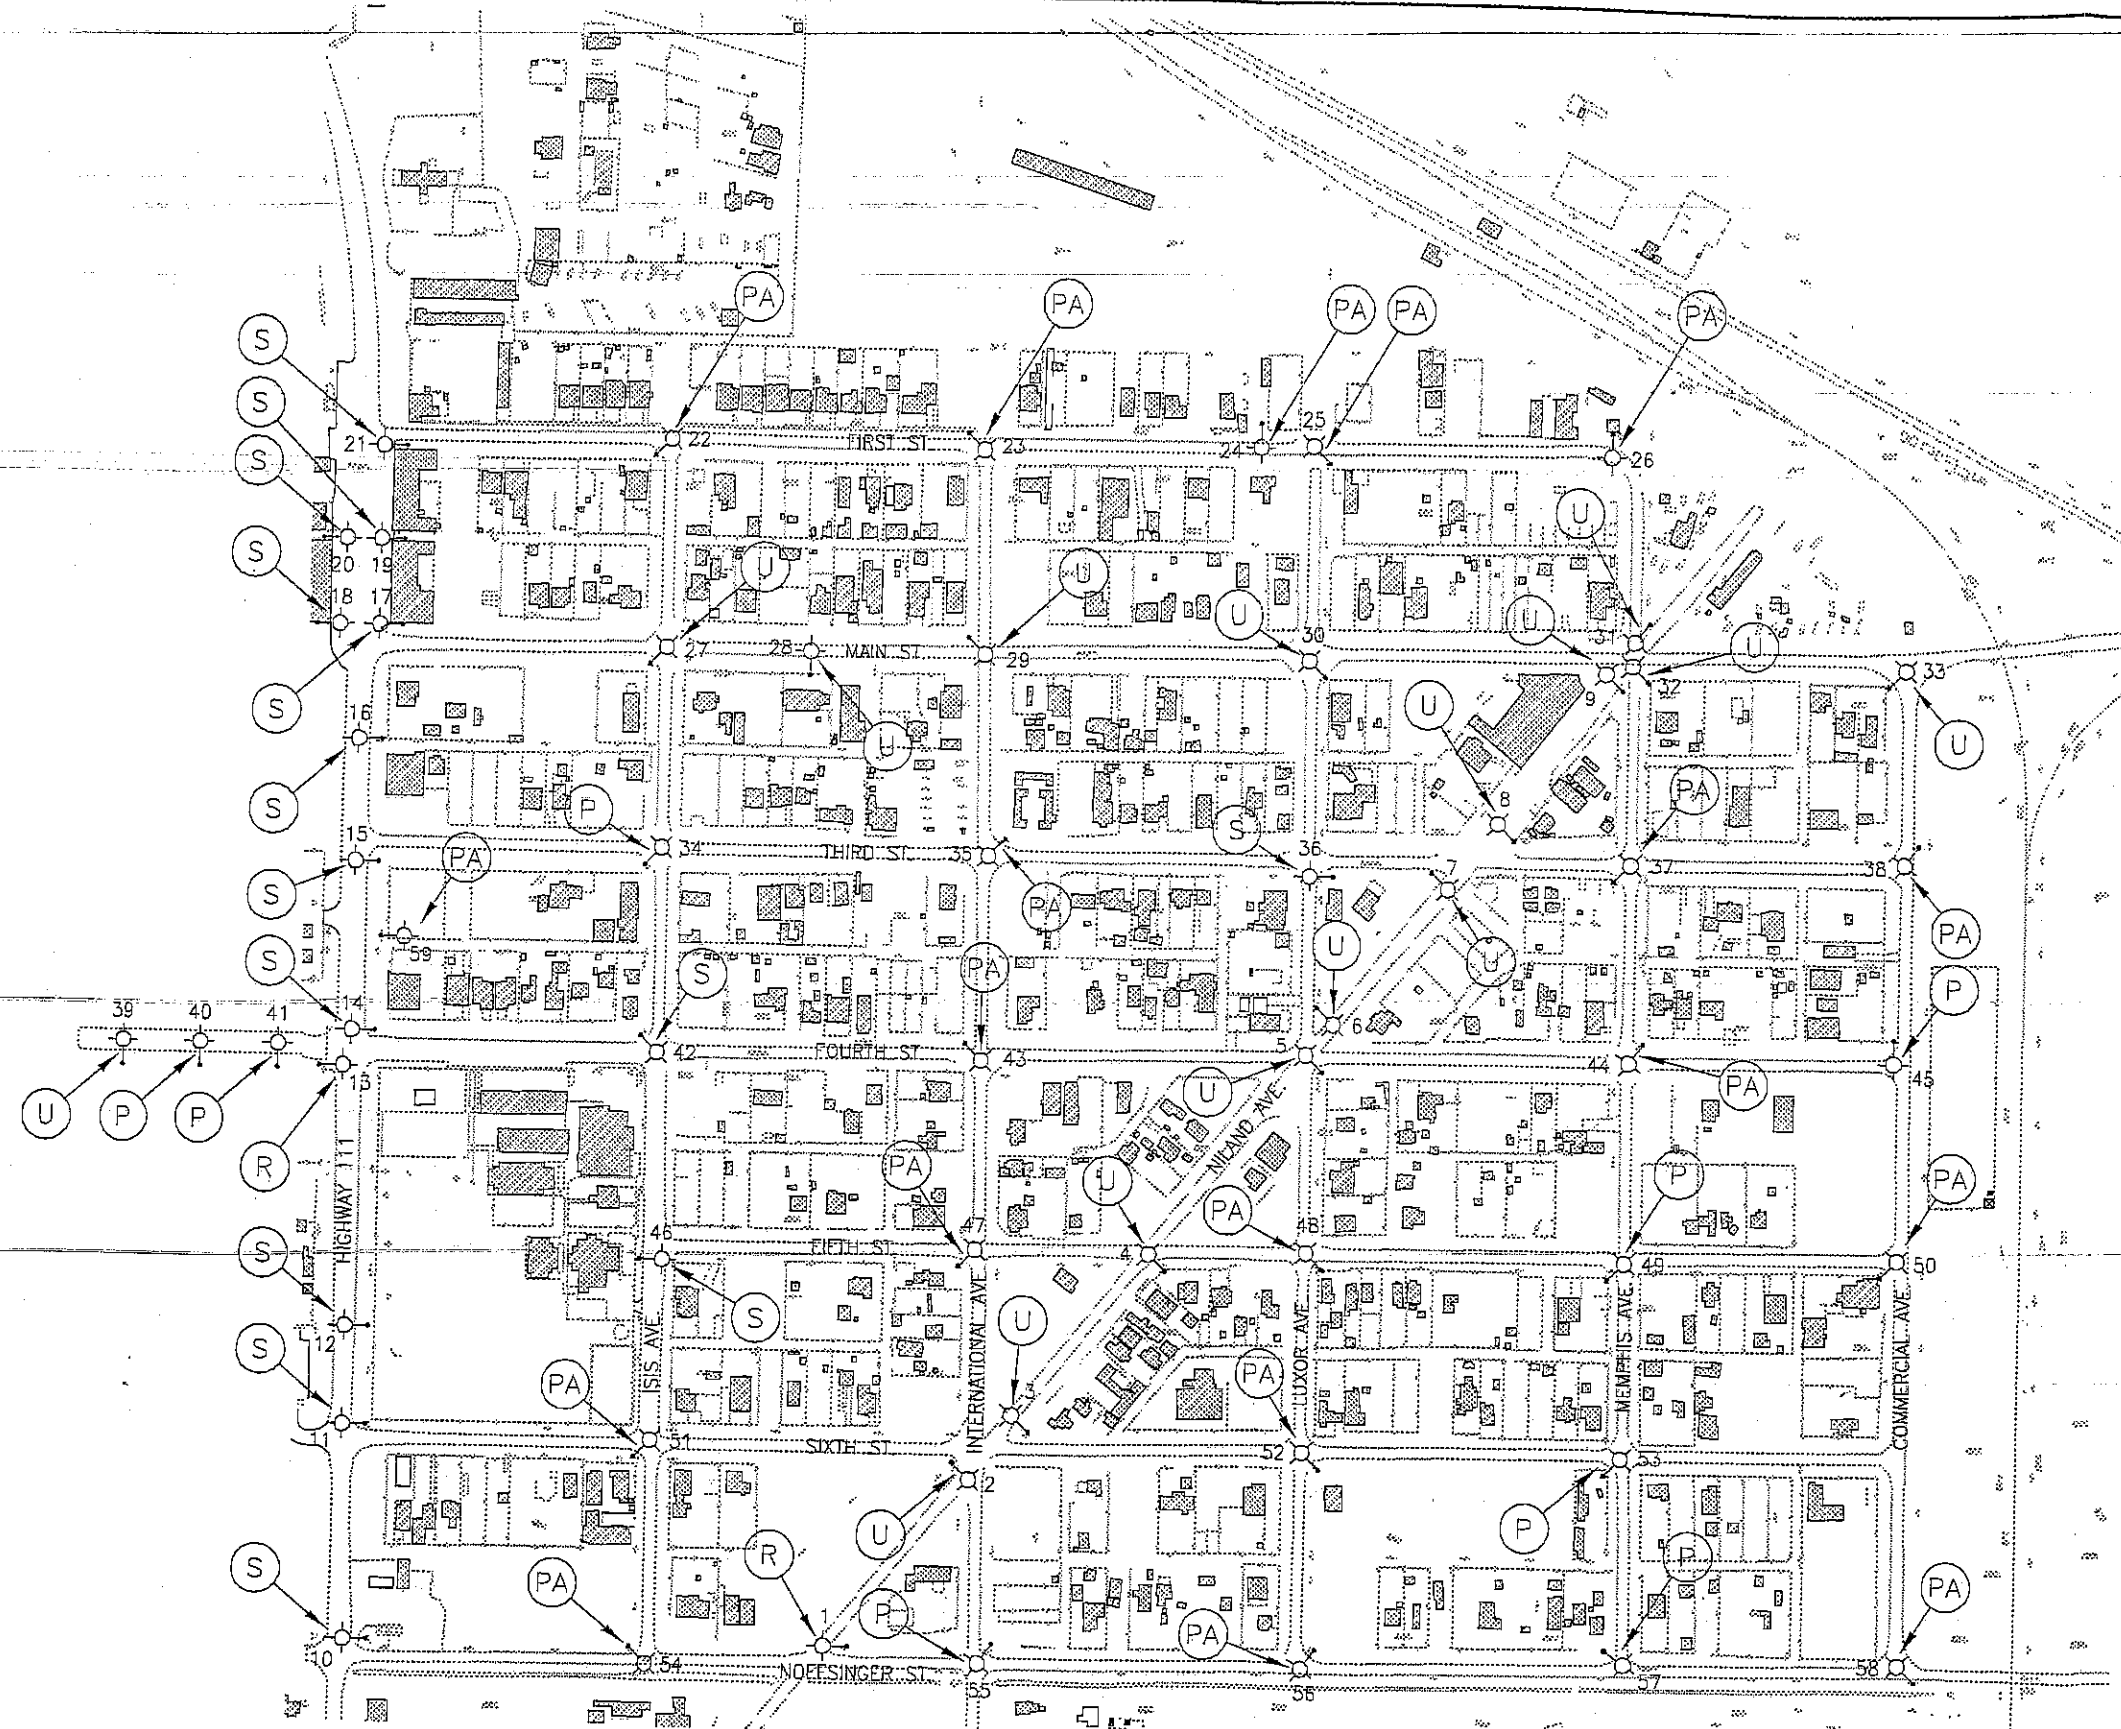 PA
PA
PA
PA
PA
S
S
S
25
21
22
FIRST ST.
23
24
26
S
U
U
U
20
19
U
U
18
17
30
31
27
28
MAIN ST.
29
U
32
33
9
S
16
U
U
U
S
P
PA
8
S
15
PA
34
THIRD ST.
35
36
7
37
38
S
PA
59
PA
U
U
S
S
PA
P
39
40
41
14
6
42
FOURTH ST.
43
5
44
45
13
U
P
P
U
PA
NILAND AVE.
R
HIGHWAY 111
PA
U
PA
P
PA
46
47
48
S
FIFTH ST.
4
49
50
S
U
12
S
ISIS AVE.
INTERNATIONAL AVE.
LUXOR AVE.
MEMPHIS AVE.
COMMERCIAL AVE.
PA
PA
3
11
51
SIXTH ST.
52
53
2
U
P
R
S
PA
P
P
PA
1
PA
10
54
NOFFSINGER ST.
55
56
57
58